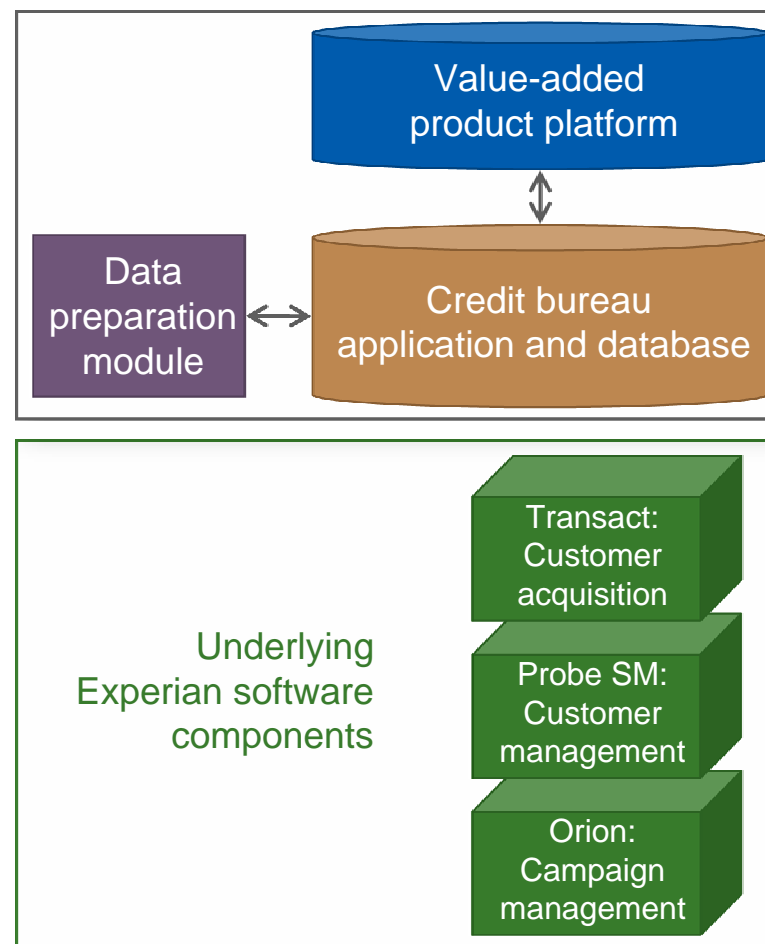 Value-added
product platform
Data
preparation
module
Credit bureau
application and database
Underlying
Experian software
components
Transact:
Customer
acquisition
Probe SM:
Customer
management
Orion:
Campaign
management